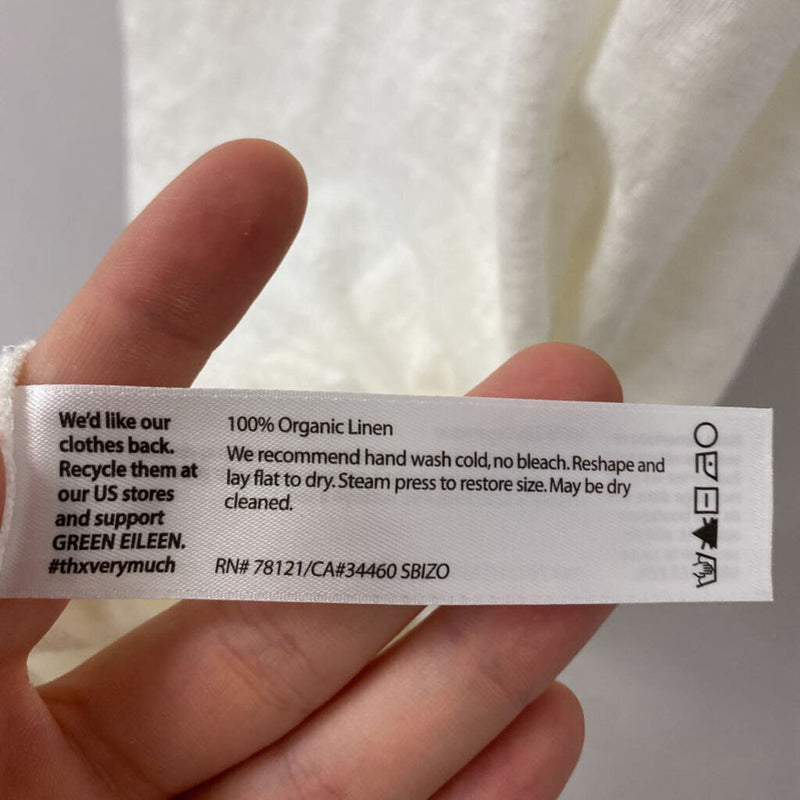 We'd like our
clothes back.
Recycle them at
our US stores
and support
GREEN EILEEN.
#thxverymuch
100% Organic Linen
We recommend hand wash cold, no bleach. Reshape and
lay flat to dry. Steam press to restore size. May be dry
cleaned.
RN# 78121/CA#34460 SBIZO